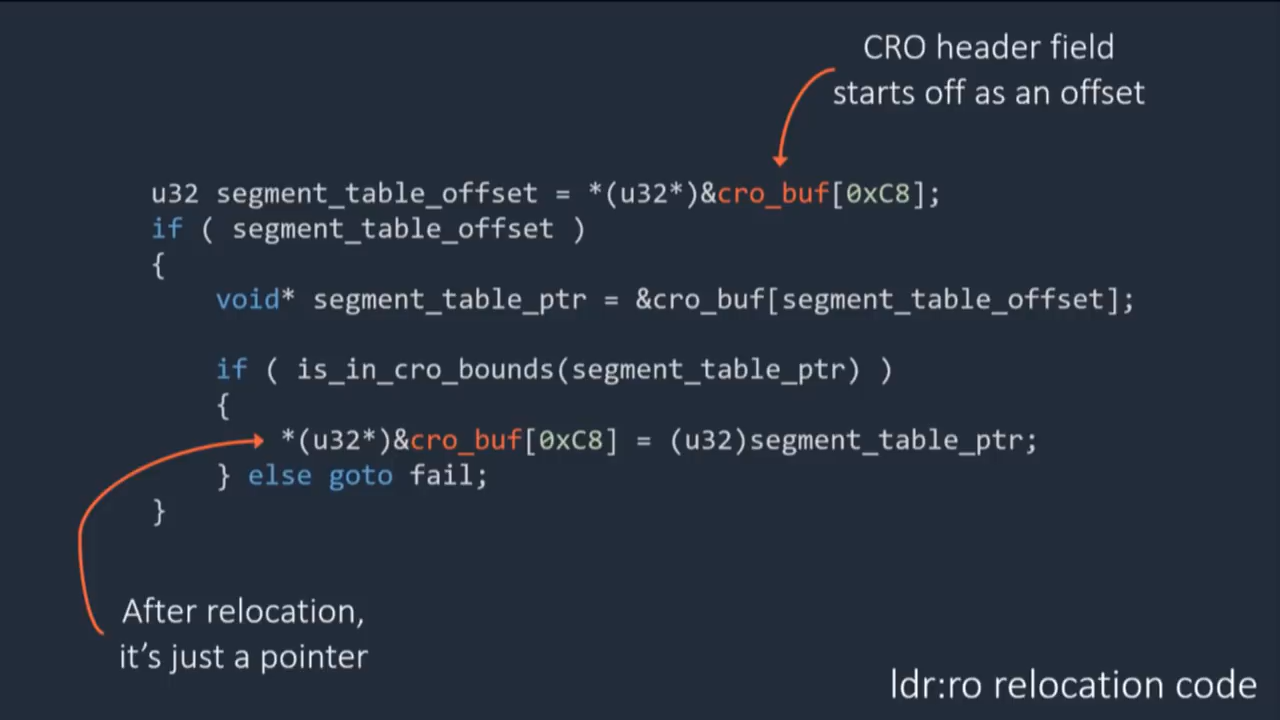 CRO header field
starts off as an offset
u32 segment_table_offset = *(u32*)&cro_buf[0xC8];
if ( segment_table_offset )
{
void* segment_table_ptr = &cro_buf[segment_table_offset];
if ( is_in_cro_bounds(segment_table_ptr) )
{
*(u32*)&cro_buf[0xC8] = (u32)segment_table_ptr;
} else goto fail;
}
After relocation,
it's just a pointer
ldr:ro relocation code